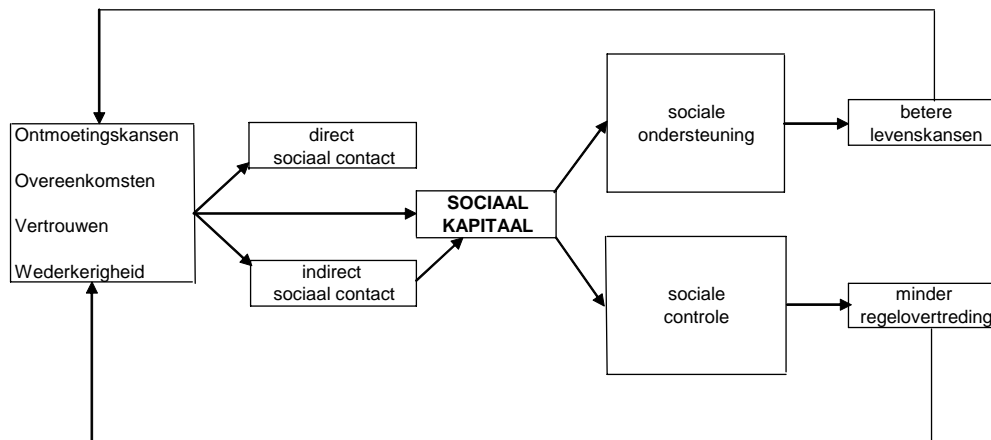 Ontmoetingskansen
Overeenkomsten
Vertrouwen
Wederkerigheid
direct
sociaal contact
indirect
sociaal contact
SOCIAAL
KAPITAAL
sociale
ondersteuning
sociale
controle
betere
levenskansen
minder
regelovertreding